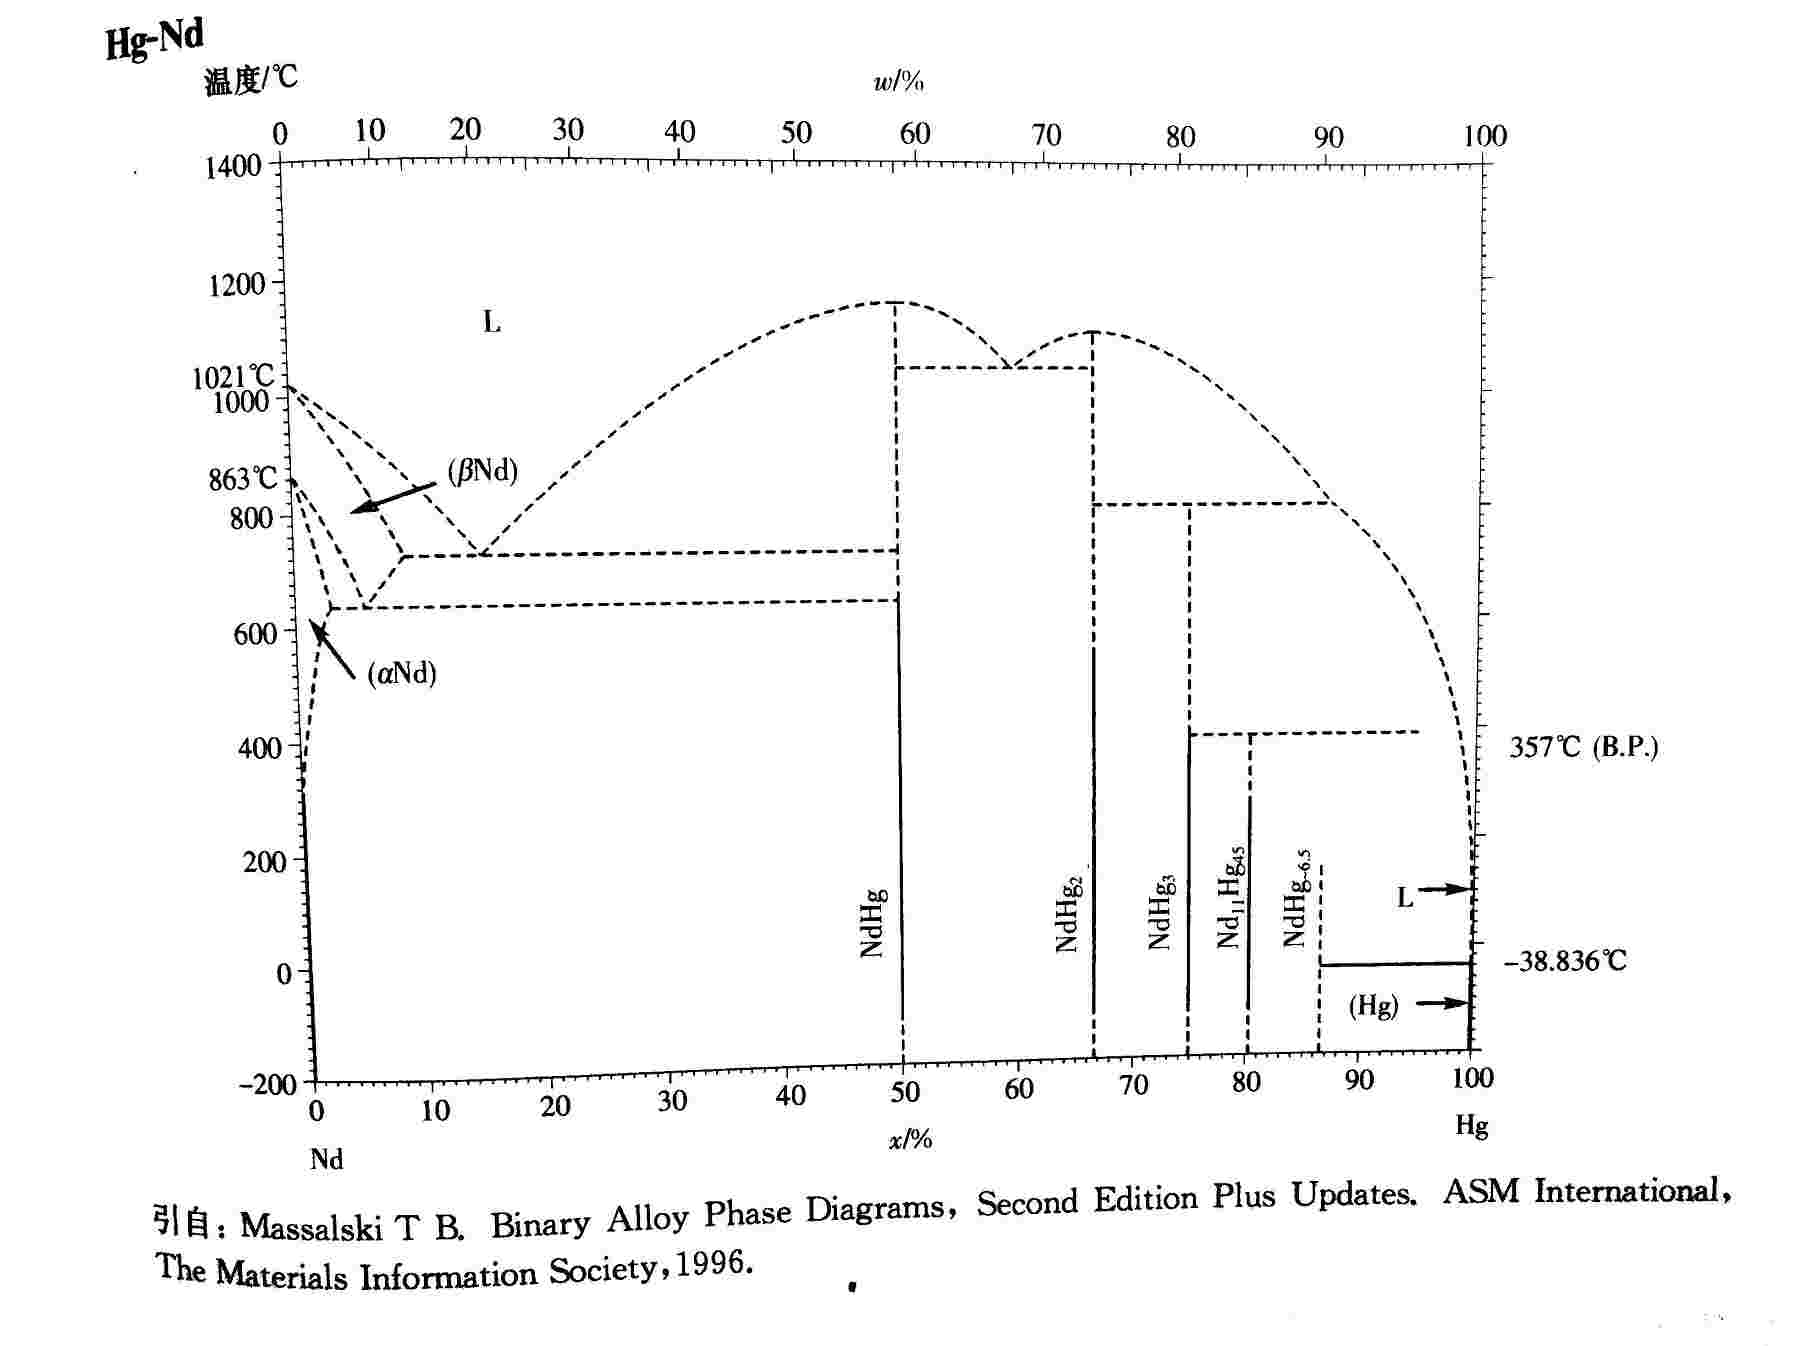 Hg-Nd
温度/℃
w/%
0 10 20 30 40 50 60 70 80 90 100
1400
1200
L
1021℃
1000
(βNd)
863℃
800
600
(αNd)
400
357℃ (B.P.)
200
NdHg
NdHg₂
NdHg₃
Nd₁₁Hg₄₅
NdHg~6.5
L
0
-38.836℃
(Hg)
-200
0 10 20 30 40 50 60 70 80 90 100
Nd
x/%
Hg
引自: Massalski T B. Binary Alloy Phase Diagrams, Second Edition Plus Updates. ASM International,
The Materials Information Society, 1996.